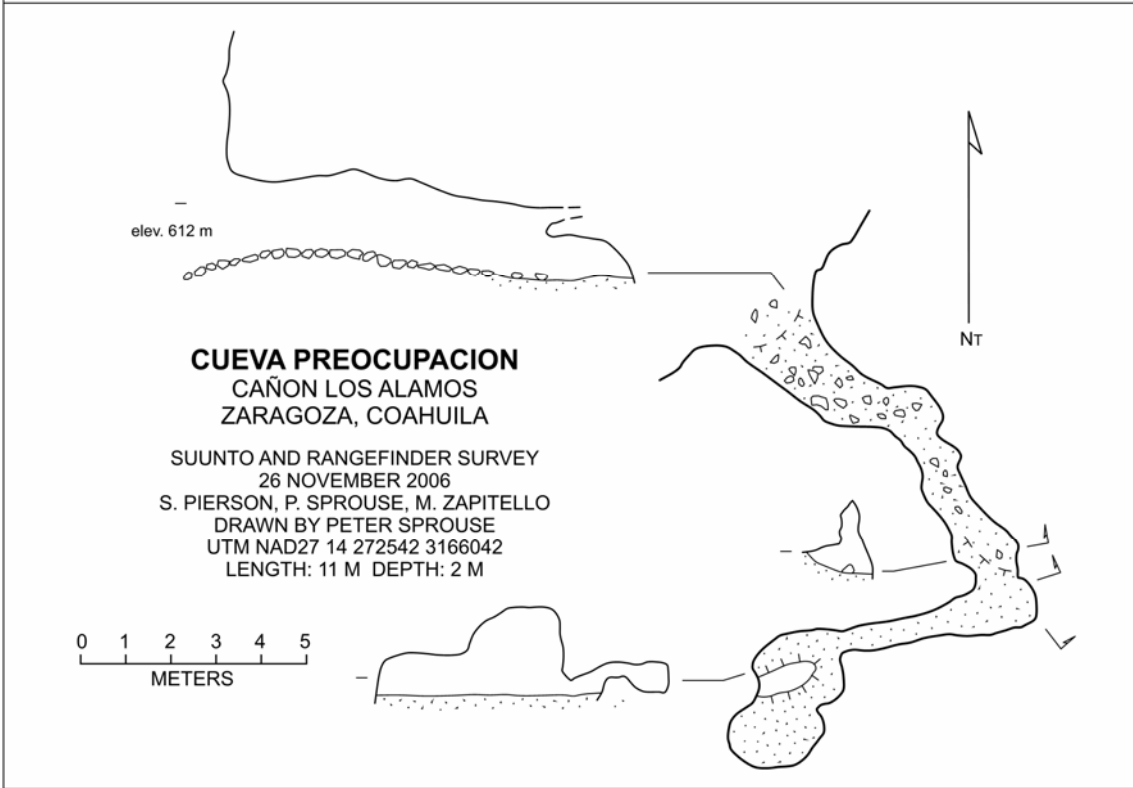 elev. 612 m
NT
CUEVA PREOCUPACION
CAÑON LOS ALAMOS
ZARAGOZA, COAHUILA
SUUNTO AND RANGEFINDER SURVEY
26 NOVEMBER 2006
S. PIERSON, P. SPROUSE, M. ZAPITELLO
DRAWN BY PETER SPROUSE
UTM NAD27 14 272542 3166042
LENGTH: 11 M DEPTH: 2 M
0 1 2 3 4 5
METERS